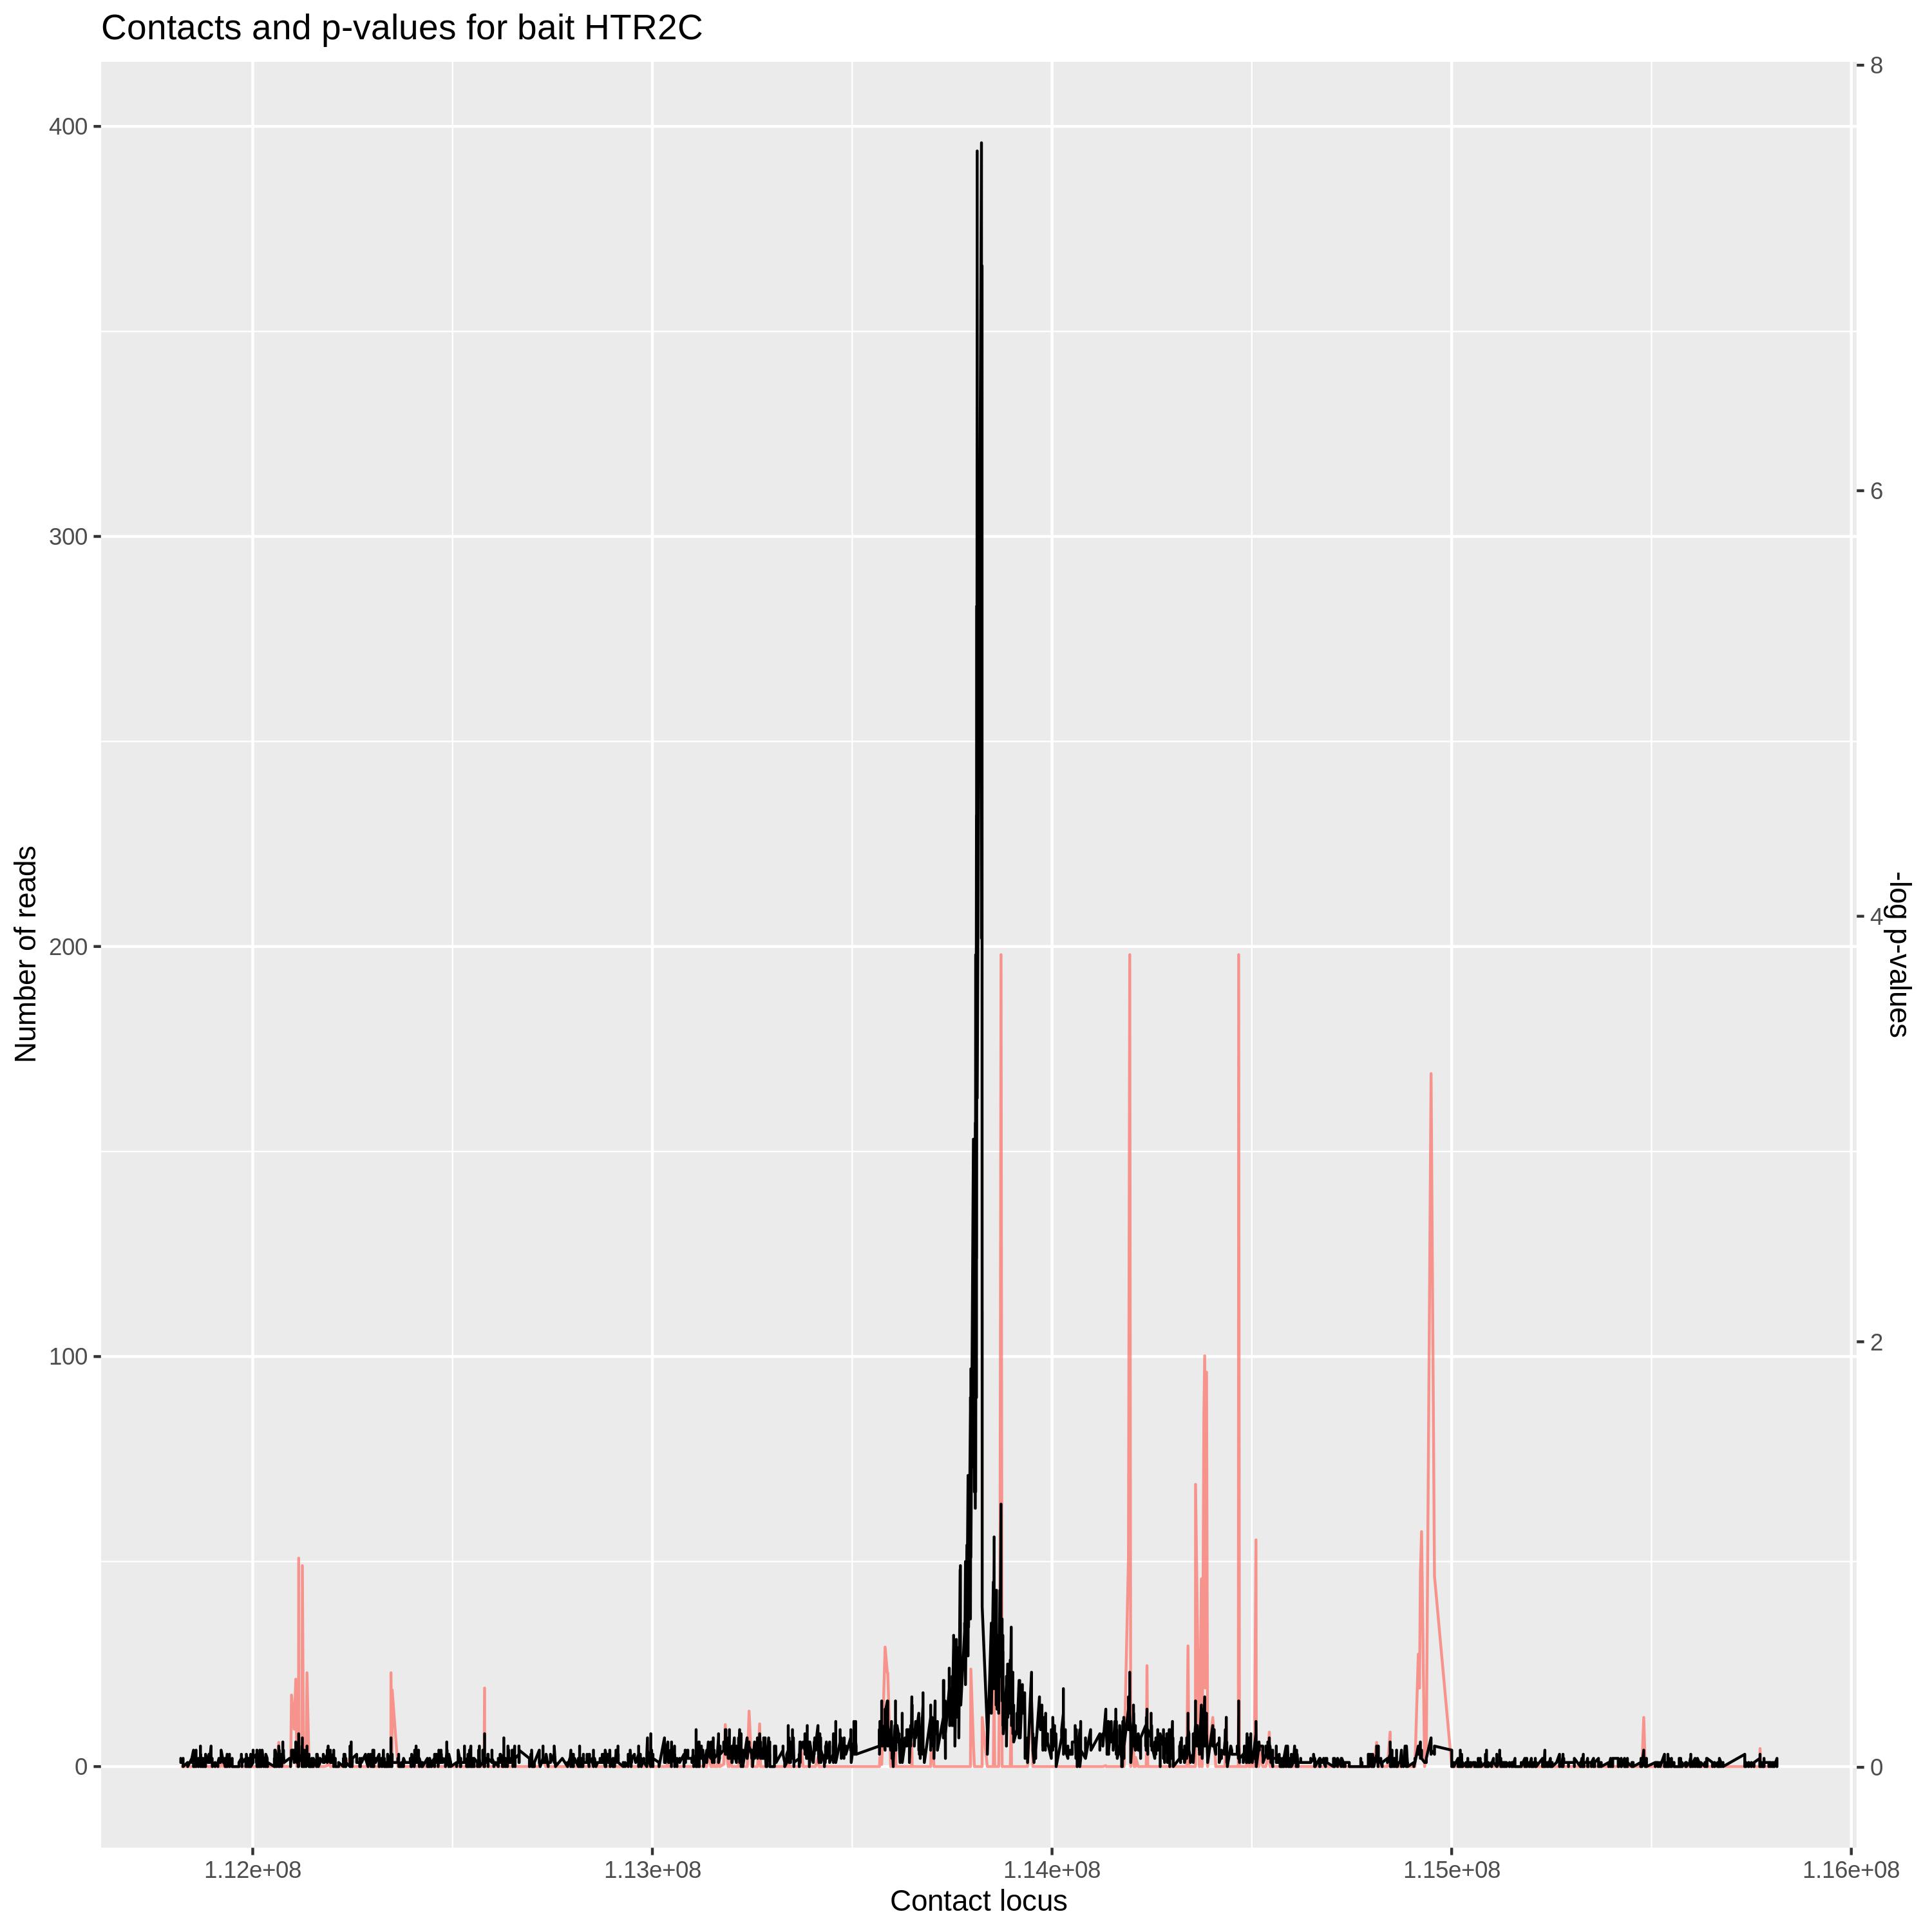 Contacts and p-values for bait HTR2C
400
300
200
100
0
Number of reads
8
6
4
2
0
-log p-values
1.12e+08
1.13e+08
1.14e+08
1.15e+08
1.16e+08
Contact locus